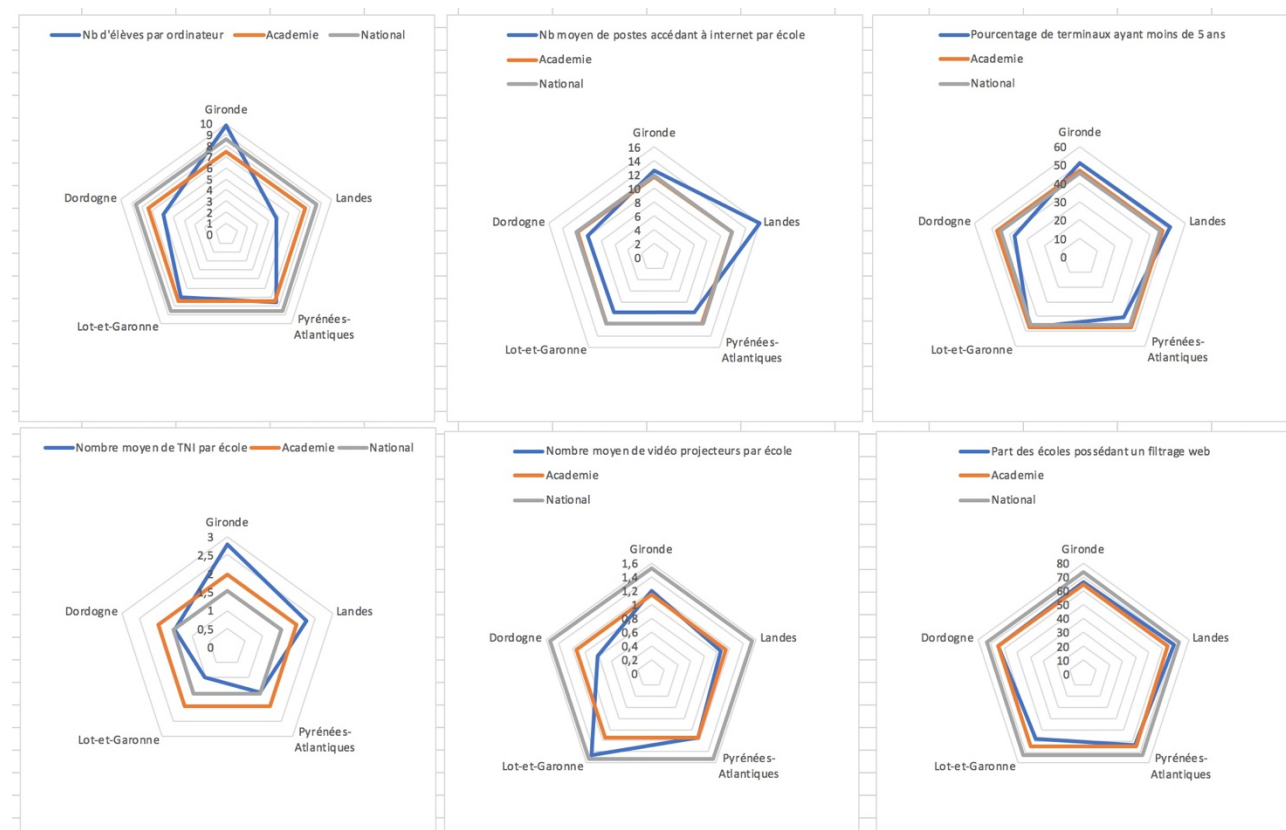 Nb d'élèves par ordinateur Academie National
Gironde
10
9
8
7
6
5
4
3
2
1
0
Landes
Pyrénées-
Atlantiques
Lot-et-Garonne
Dordogne
Nb moyen de postes accédant à internet par école
Academie
National
Gironde
16
14
12
10
8
6
4
2
0
Landes
Pyrénées-
Atlantiques
Lot-et-Garonne
Dordogne
Pourcentage de terminaux ayant moins de 5 ans
Academie
National
Gironde
60
50
40
30
20
10
0
Landes
Pyrénées-
Atlantiques
Lot-et-Garonne
Dordogne
Nombre moyen de TNI par école Academie National
Gironde
3
2,5
2
1,5
1
0,5
0
Landes
Pyrénées-
Atlantiques
Lot-et-Garonne
Dordogne
Nombre moyen de vidéo projecteurs par école
Academie
National
Gironde
1,6
1,4
1,2
1
0,8
0,6
0,4
0,2
0
Landes
Pyrénées-
Atlantiques
Lot-et-Garonne
Dordogne
Part des écoles possédant un filtrage web
Academie
National
Gironde
80
70
60
50
40
30
20
10
0
Landes
Pyrénées-
Atlantiques
Lot-et-Garonne
Dordogne